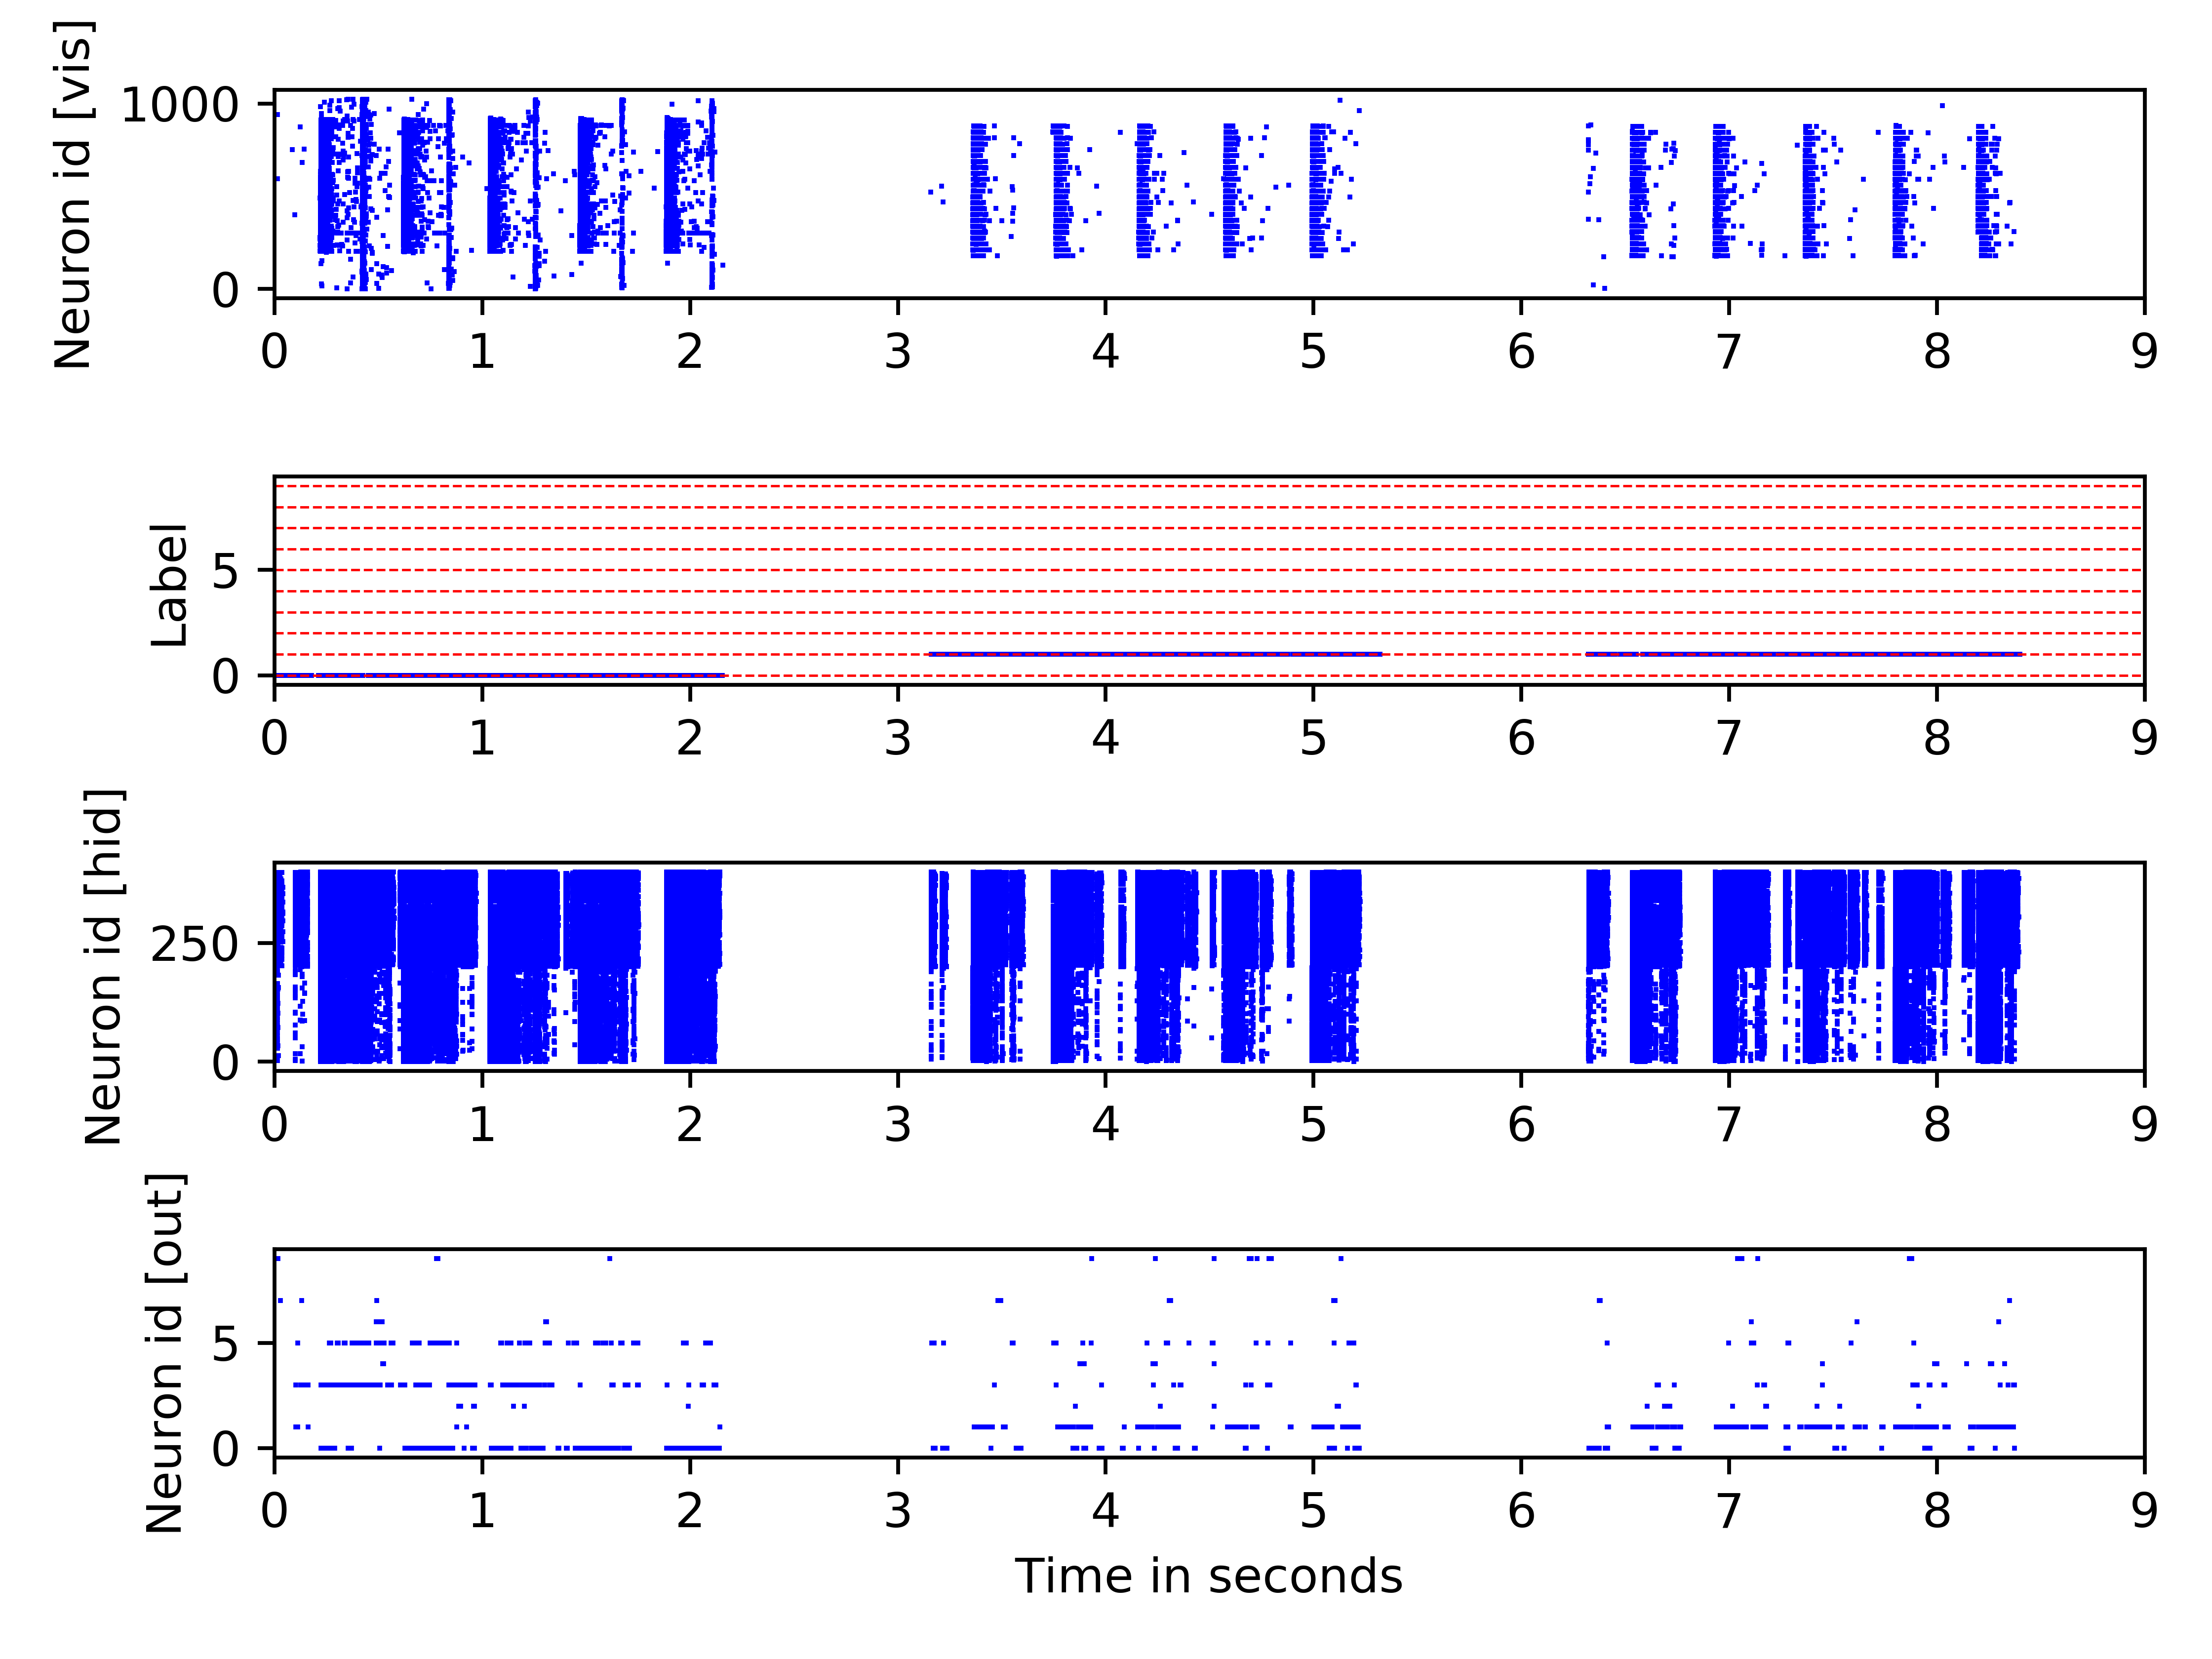 Neuron id [vis]
1000
0
0 1 2 3 4 5 6 7 8 9
Label
5
0
0 1 2 3 4 5 6 7 8 9
Neuron id [hid]
250
0
0 1 2 3 4 5 6 7 8 9
Neuron id [out]
5
0
0 1 2 3 4 5 6 7 8 9
Time in seconds